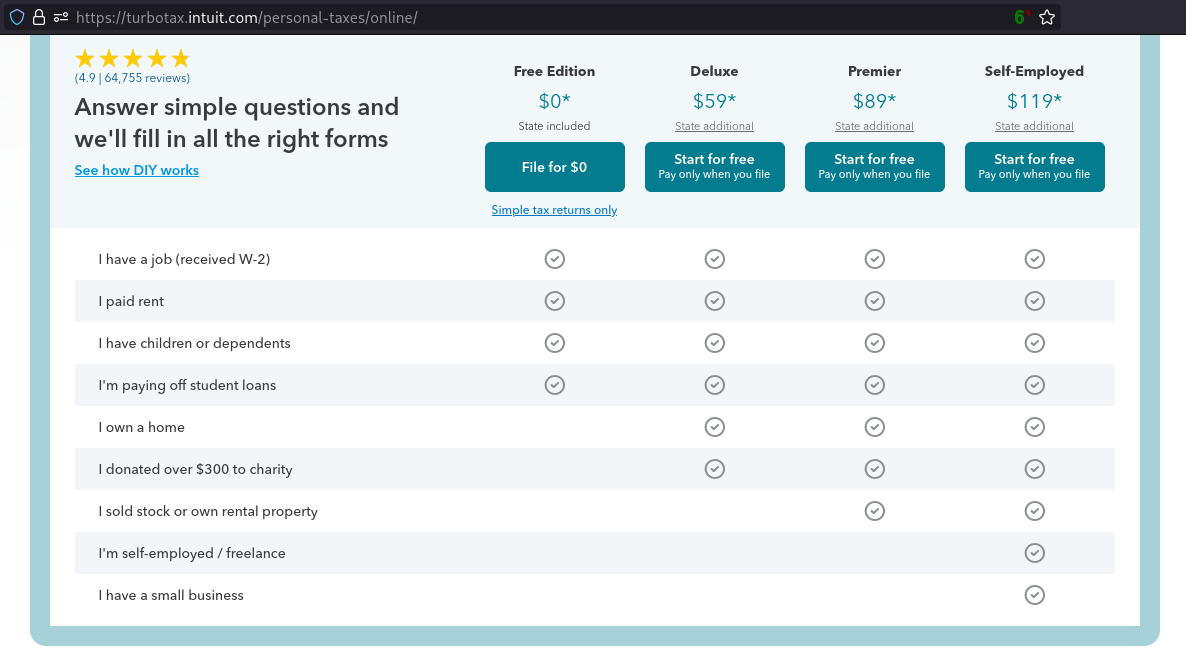 https://turbotax.intuit.com/personal-taxes/online/
6
(4.9 | 64,755 reviews)
Answer simple questions and
we'll fill in all the right forms
See how DIY works
Free Edition
$0*
State included
File for $0
Simple tax returns only
Deluxe
$59*
State additional
Start for free
Pay only when you file
Premier
$89*
State additional
Start for free
Pay only when you file
Self-Employed
$119*
State additional
Start for free
Pay only when you file
I have a job (received W-2)
I paid rent
I have children or dependents
I'm paying off student loans
I own a home
I donated over $300 to charity
I sold stock or own rental property
I'm self-employed / freelance
I have a small business